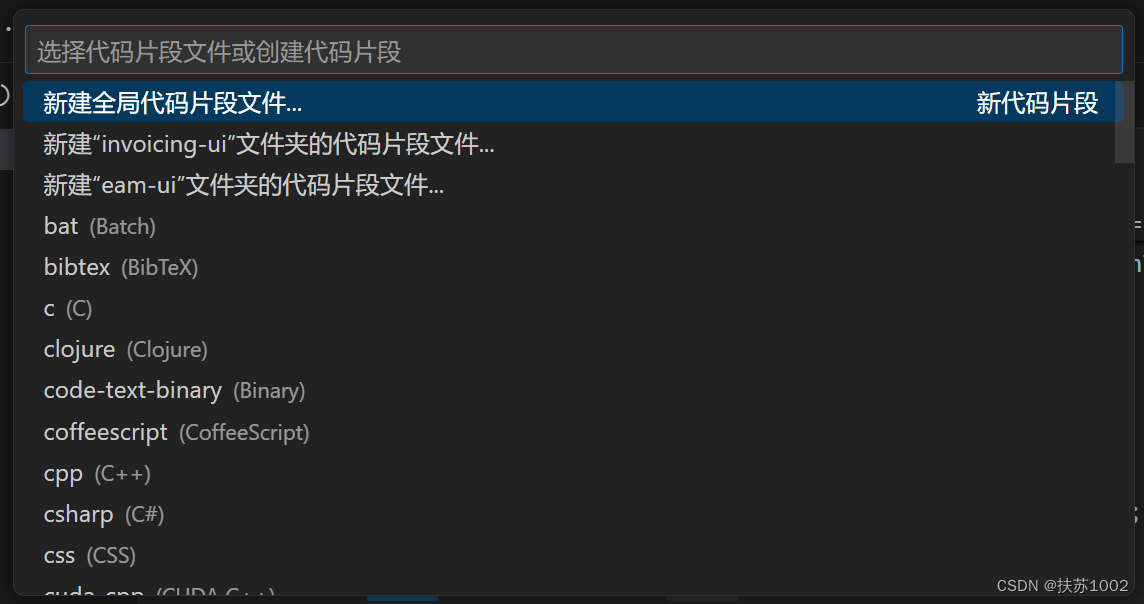 选择代码片段文件或创建代码片段
新建全局代码片段文件... 新代码片段
新建“invoicing-ui”文件夹的代码片段文件...
新建“eam-ui”文件夹的代码片段文件...
bat (Batch)
bibtex (BibTeX)
c (C)
clojure (Clojure)
code-text-binary (Binary)
coffeescript (CoffeeScript)
cpp (C++)
csharp (C#)
css (CSS)
cuda-cpp (CUDA C++)
CSDN @扶苏1002